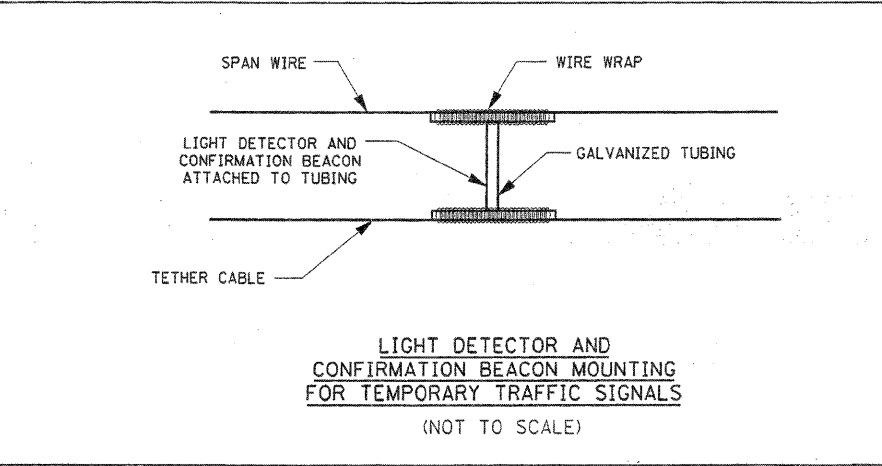 SPAN WIRE
WIRE WRAP
LIGHT DETECTOR AND
CONFIRMATION BEACON
ATTACHED TO TUBING
GALVANIZED TUBING
TETHER CABLE
LIGHT DETECTOR AND
CONFIRMATION BEACON MOUNTING
FOR TEMPORARY TRAFFIC SIGNALS
(NOT TO SCALE)